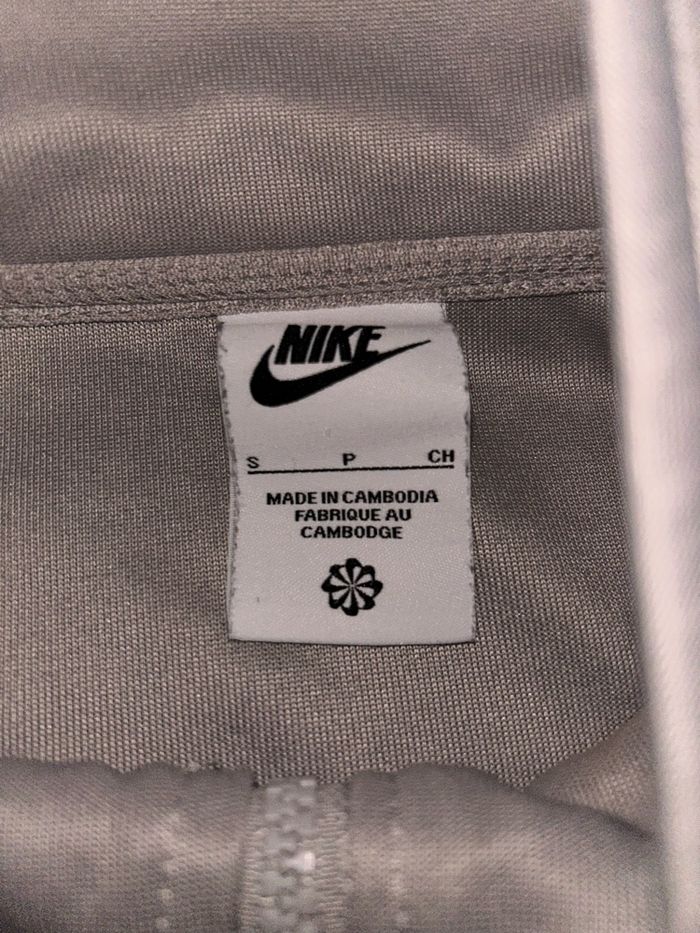 NIKE
S P CH
MADE IN CAMBODIA
FABRIQUE AU
CAMBODGE